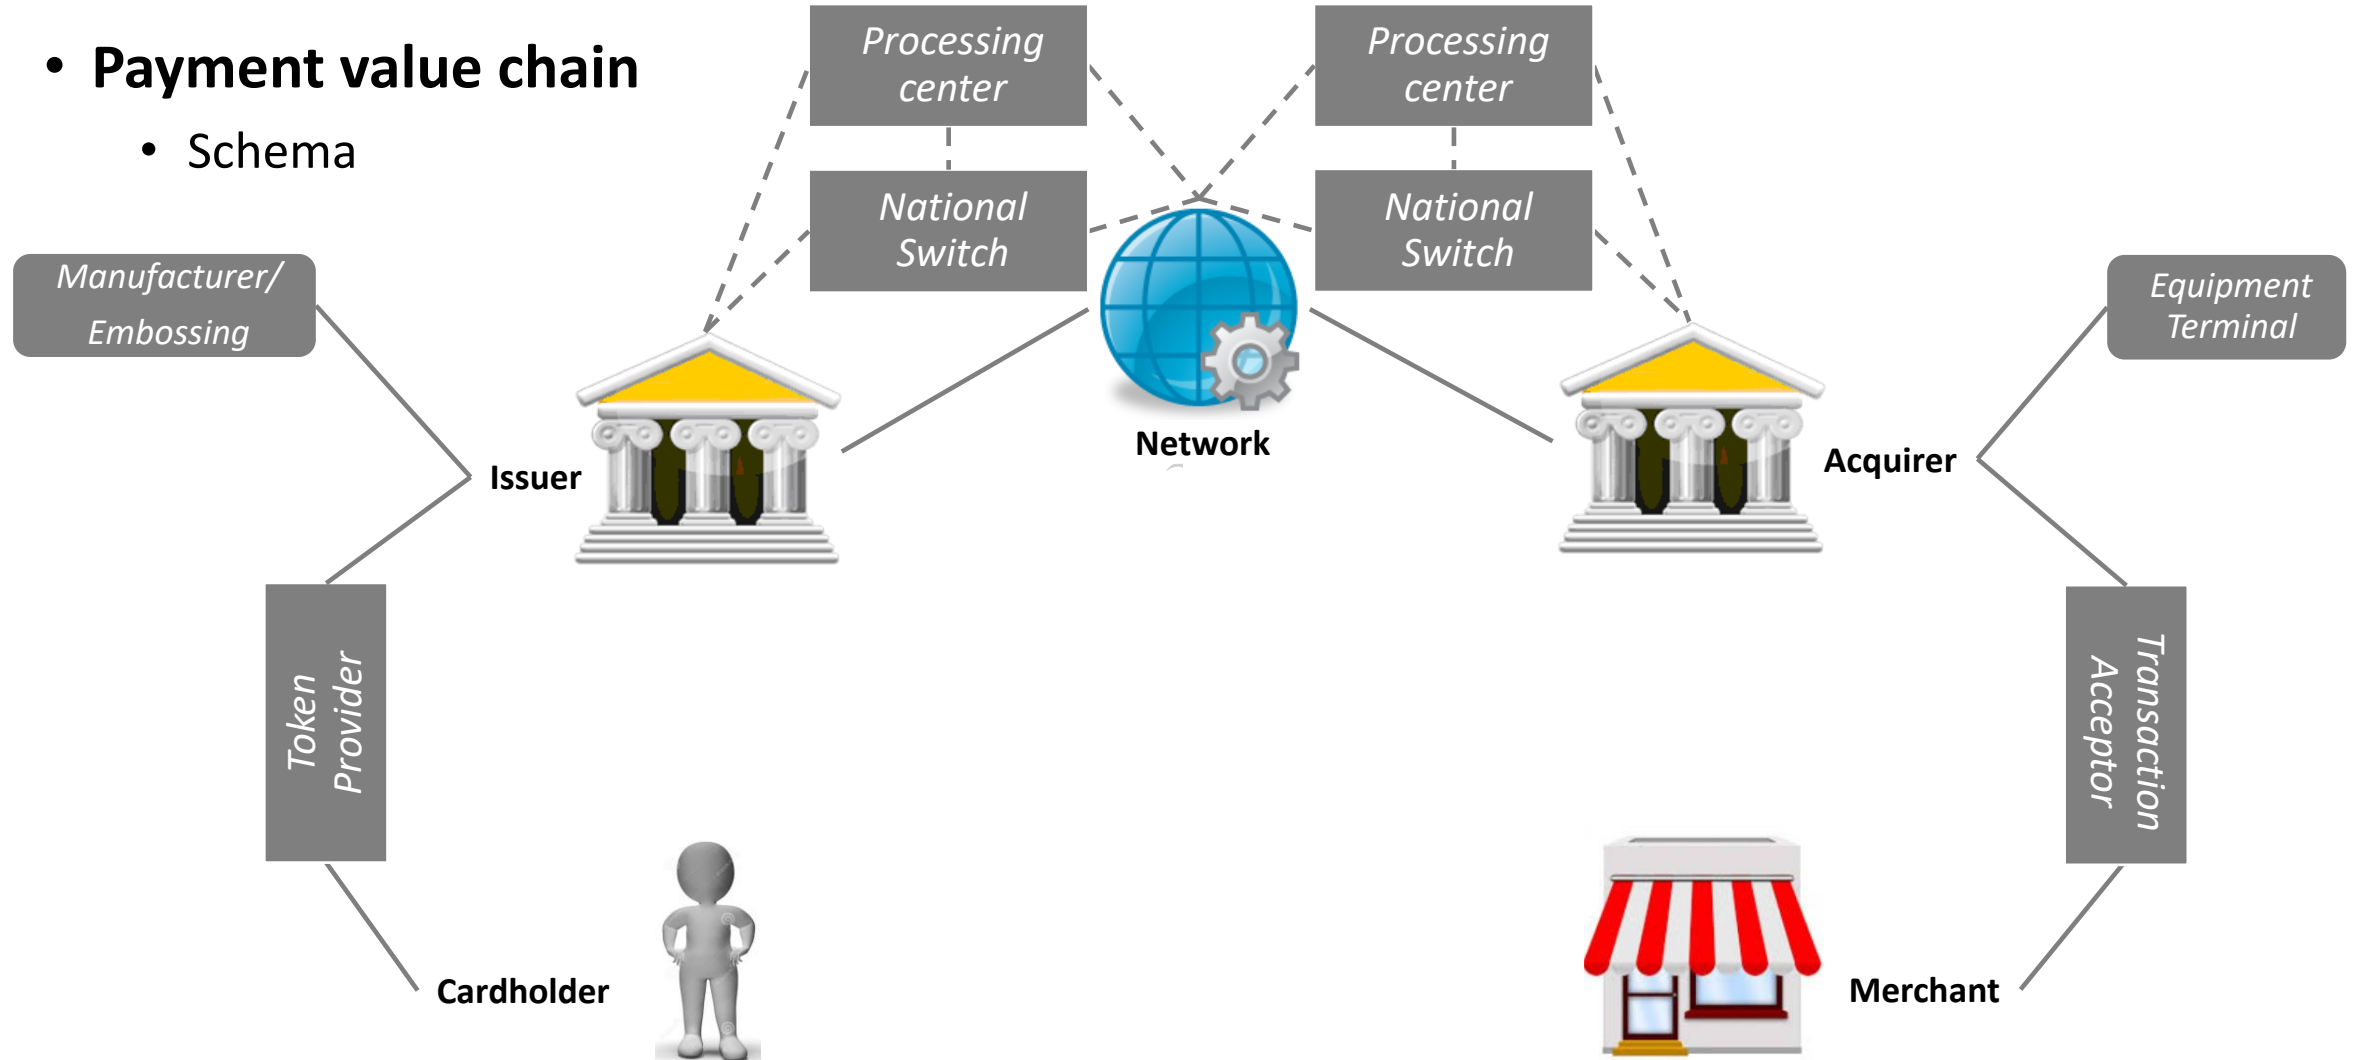 • Payment value chain
• Schema
Processing
center
Processing
center
National
Switch
National
Switch
Manufacturer/
Embossing
Equipment
Terminal
Network
Issuer
Acquirer
Token
Provider
Transaction
Acceptor
Cardholder
Merchant